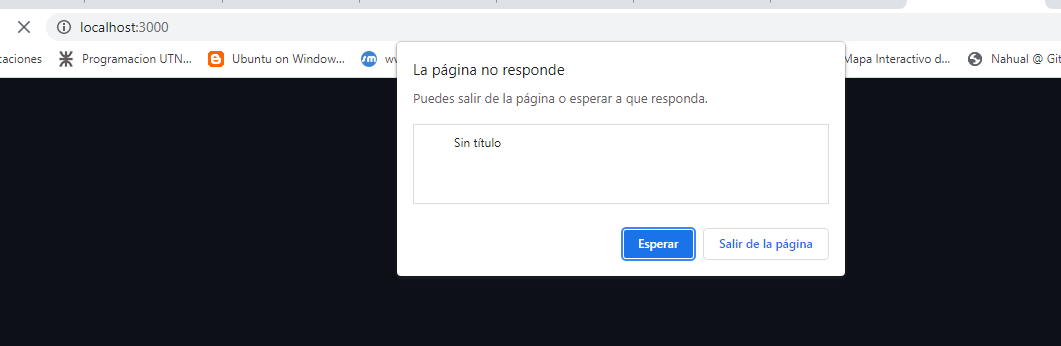 localhost:3000
Programacion UTN... Ubuntu on Window... Mapa Interactivo d... Nahual @ Git
La página no responde
Puedes salir de la página o esperar a que responda.
Sin título
Esperar Salir de la página